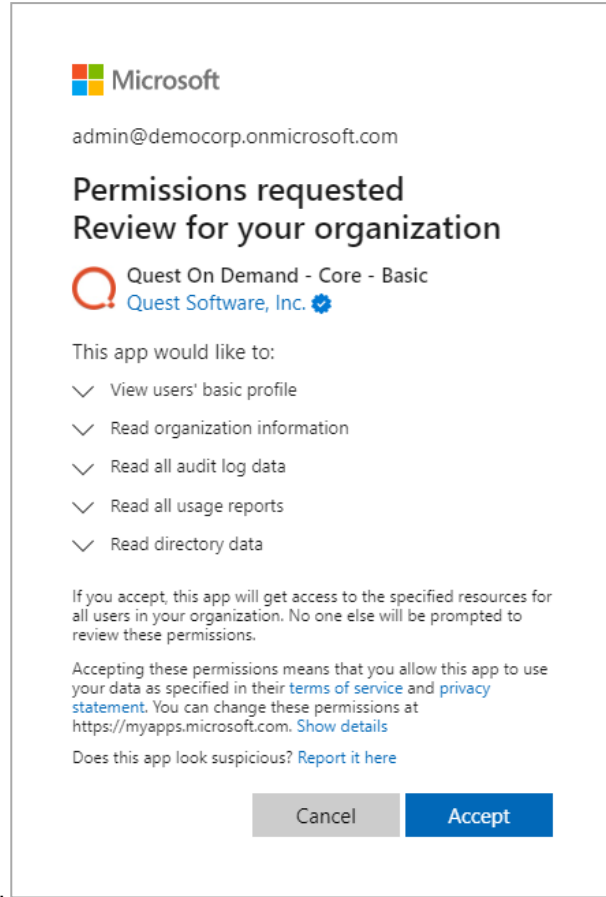 Microsoft
admin@democorp.onmicrosoft.com
Permissions requested
Review for your organization
Quest On Demand - Core - Basic
Quest Software, Inc.
This app would like to:
View users' basic profile
Read organization information
Read all audit log data
Read all usage reports
Read directory data
If you accept, this app will get access to the specified resources for
all users in your organization. No one else will be prompted to
review these permissions.
Accepting these permissions means that you allow this app to use
your data as specified in their terms of service and privacy
statement. You can change these permissions at
https://myapps.microsoft.com. Show details
Does this app look suspicious? Report it here
Cancel Accept